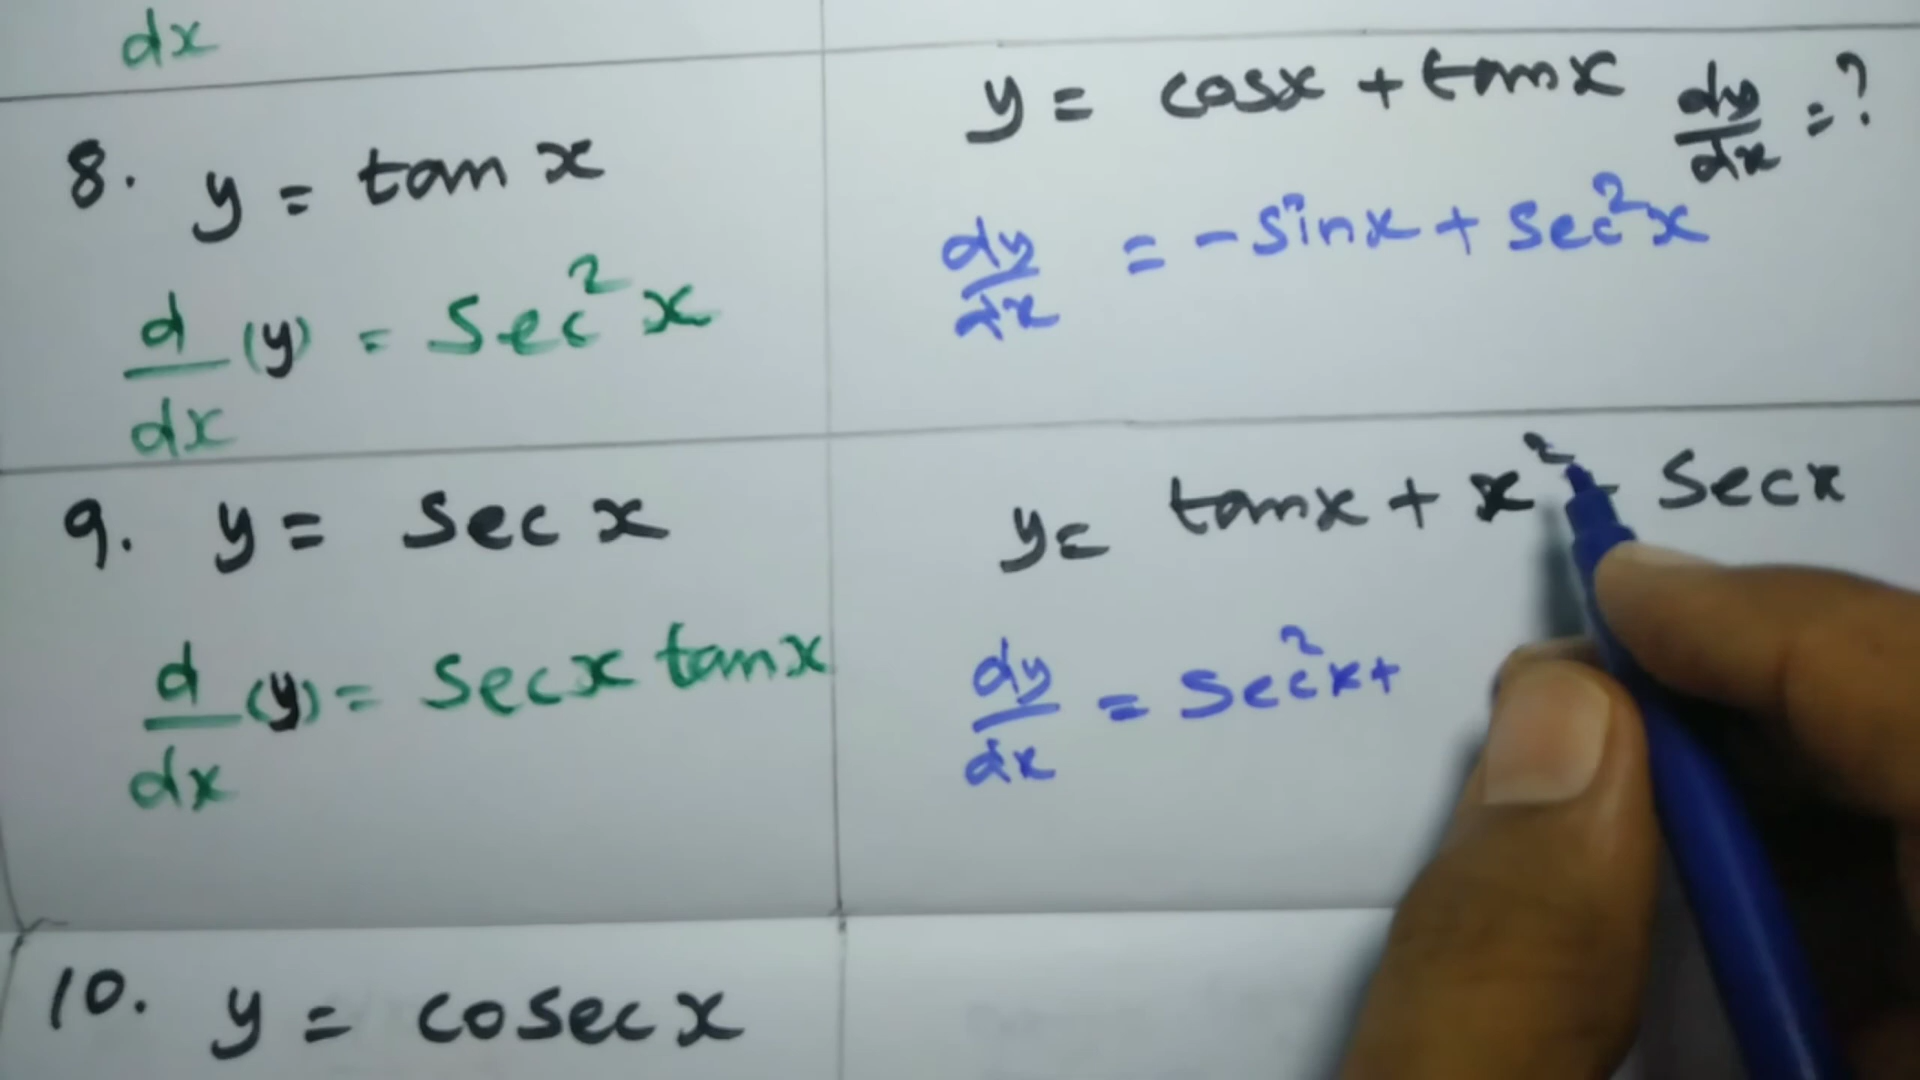 dx
8. y = tan x
d/dx (y) = sec²x
y = cosx + tanx dy/dx = ?
dy/dx = -sinx + sec²x
9. y = sec x
d/dx (y) = secx tanx
y = tanx + x² - secx
dy/dx = sec²x +
10. y = cosec x